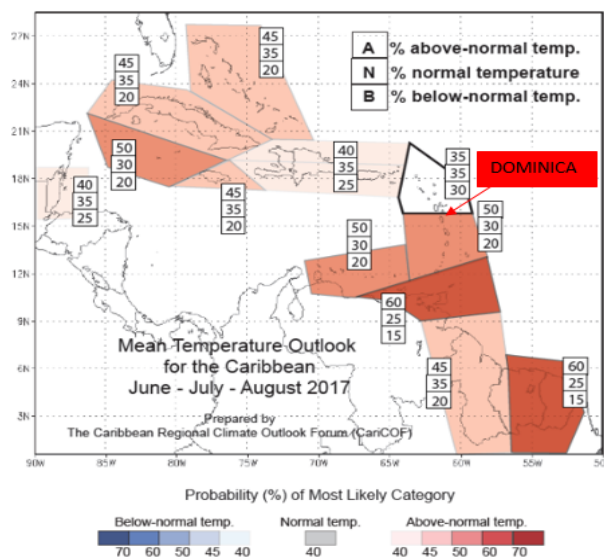 27N
24N
21N
18N
15N
12N
9N
6N
3N
90W
85W
80W
75W
70W
65W
60W
55W
50
A % above-normal temp.
N % normal temperature
B % below-normal temp.
45
35
20
45
35
20
50
30
20
40
35
25
45
35
20
40
35
25
35
35
30
DOMINICA
50
30
20
50
30
20
60
25
15
45
35
20
60
25
15
Mean Temperature Outlook
for the Caribbean
June - July - August 2017
Prepared by
The Caribbean Regional Climate Outlook Forum (CariCOF)
Probability (%) of Most Likely Category
Below-normal temp.
70 60 50 45 40
Normal temp.
40
Above-normal temp.
40 45 50 60 70